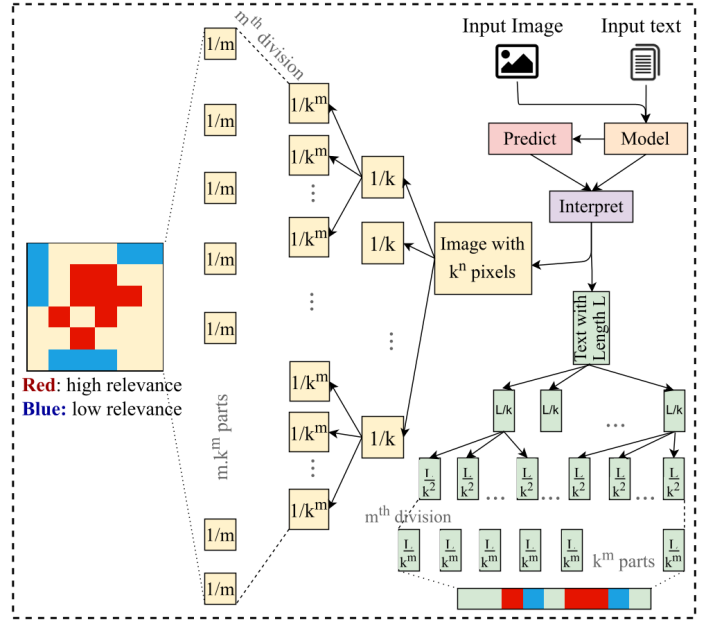 Input Image
Input text
Model
Predict
Interpret
Image with
kⁿ pixels
1/k
1/k
1/k
⋮
1/kᵐ
1/kᵐ
...
1/kᵐ
⋮
1/kᵐ
1/kᵐ
...
1/kᵐ
mᵗʰ division
1/m
1/m
1/m
1/m
1/m
1/m
1/m
m.kᵐ parts
Red: high relevance
Blue: low relevance
Text with
Length L
L/k
L/k
...
L/k
L/k²
L/k²
...
L/k²
...
L/k²
L/k²
...
L/k²
mᵗʰ division
L/kᵐ
L/kᵐ
L/kᵐ
L/kᵐ
L/kᵐ
kᵐ parts
L/kᵐ